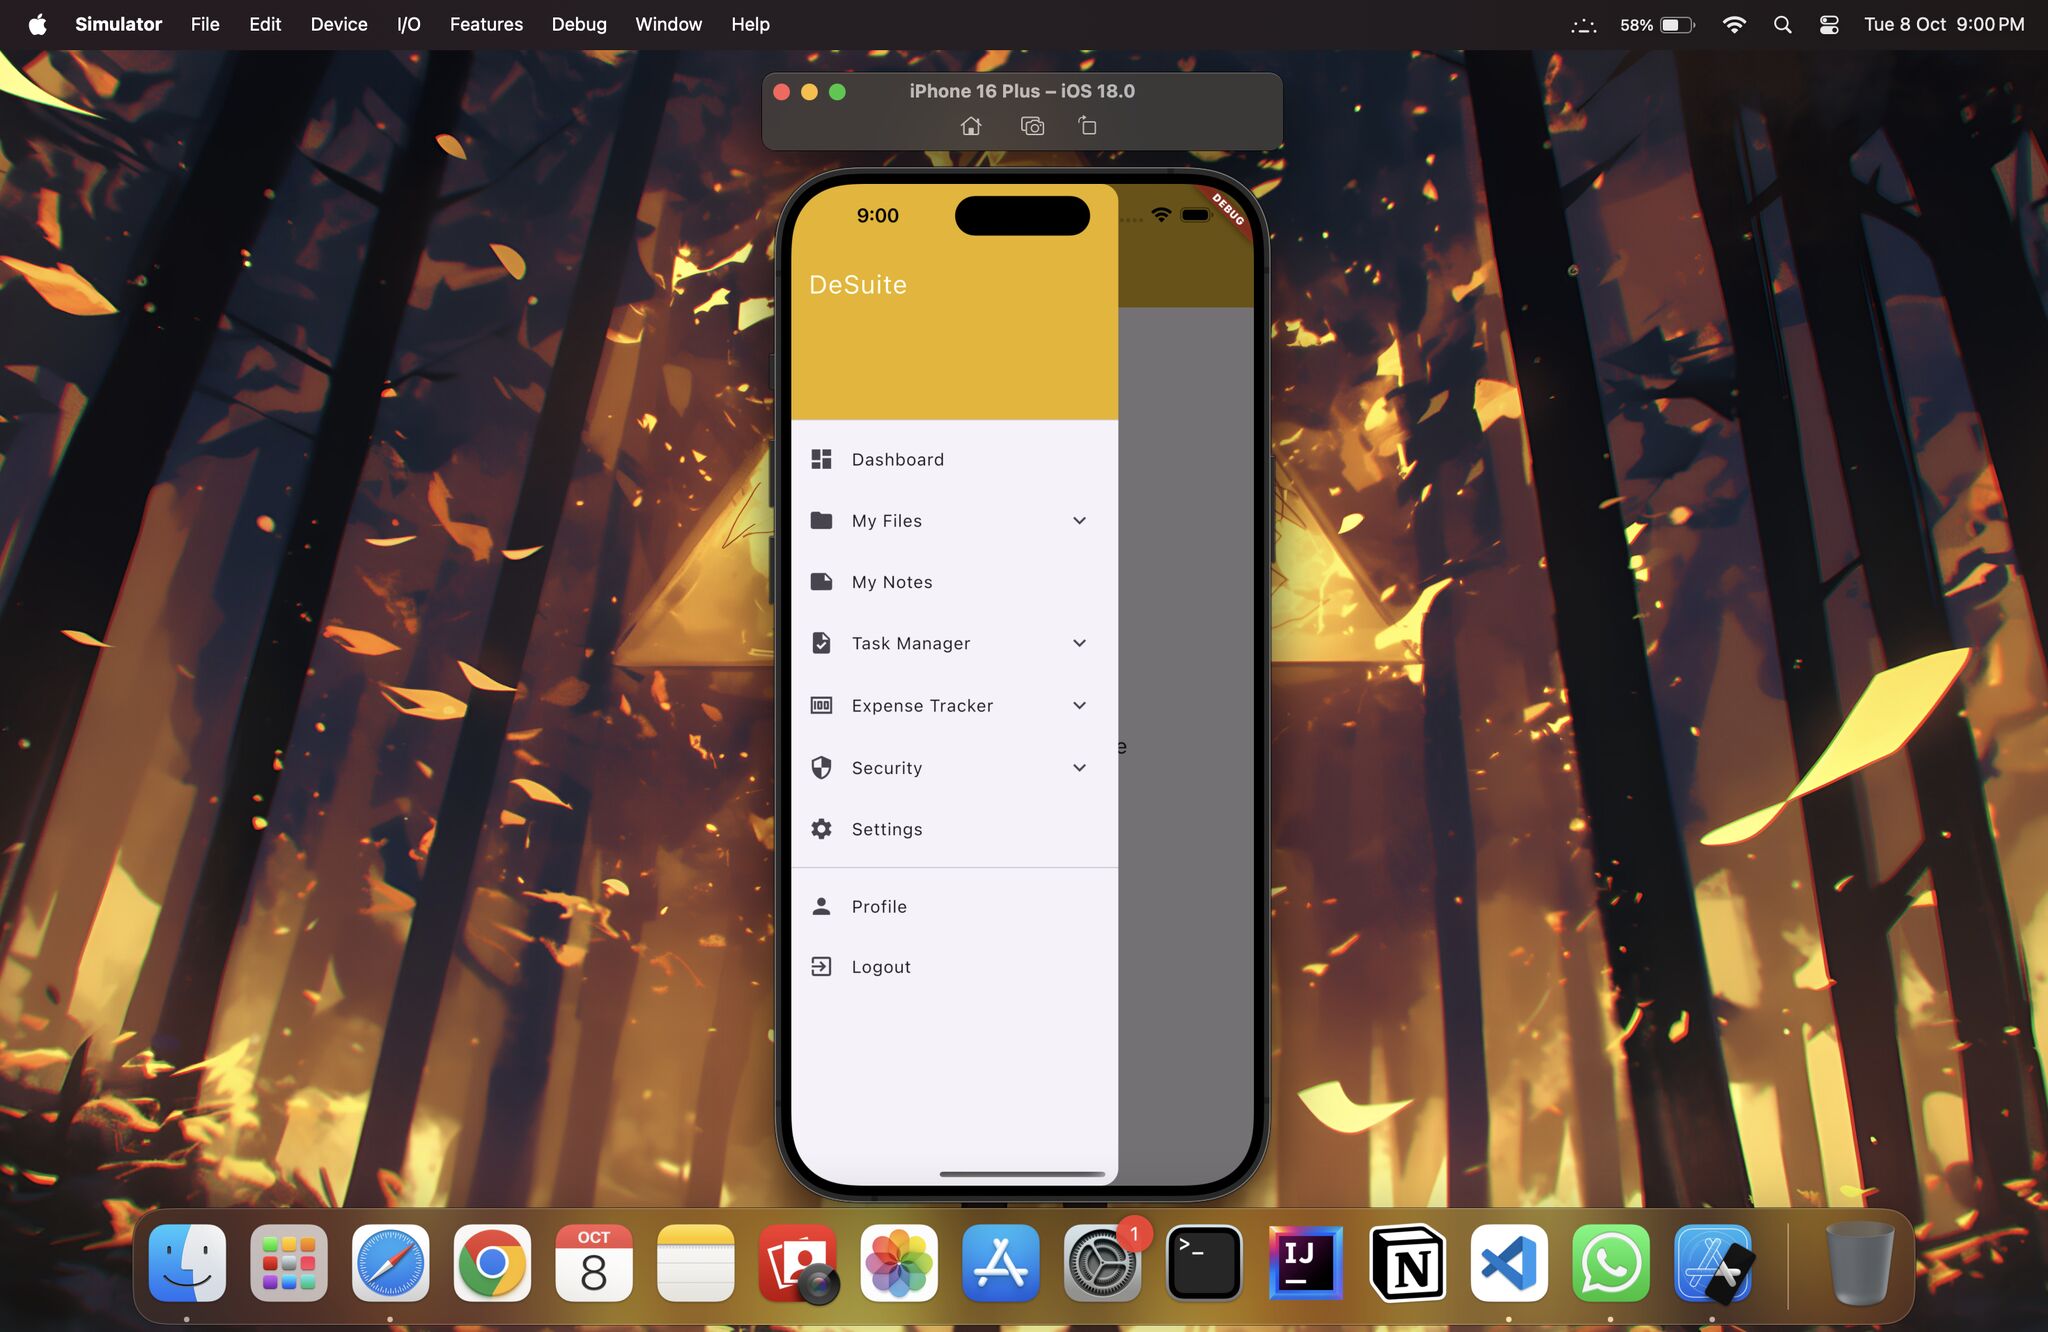 Simulator File Edit Device I/O Features Debug Window Help 58% Tue 8 Oct 9:00 PM
iPhone 16 Plus – iOS 18.0
9:00
DEBUG
DeSuite
Dashboard
My Files
My Notes
Task Manager
100 Expense Tracker
e
Security
Settings
Profile
Logout
OCT
8
1
>_
IJ
N